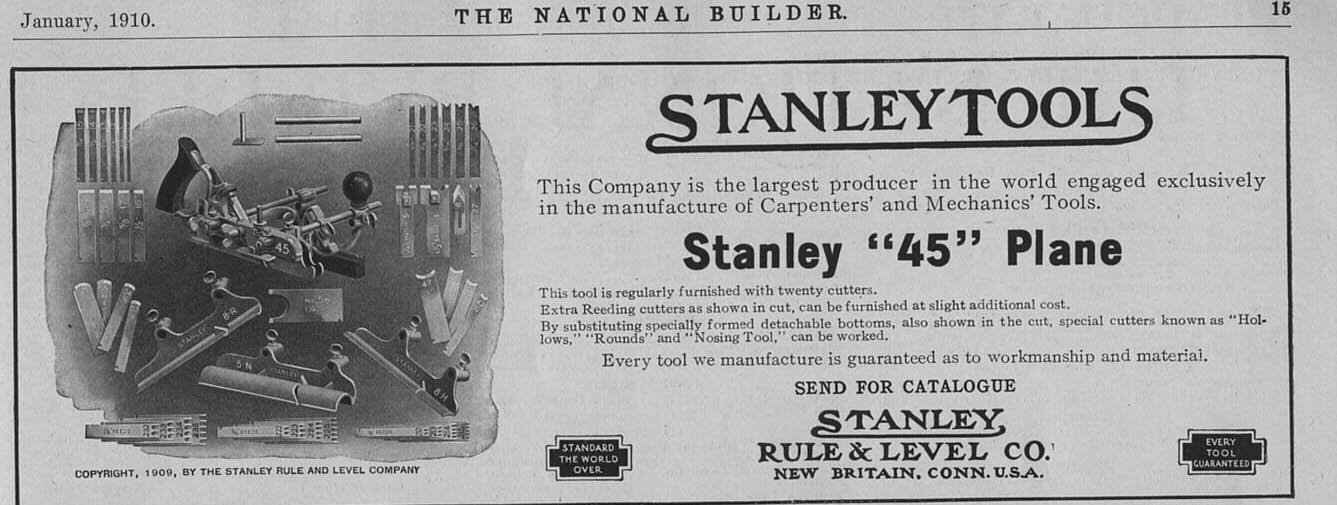 January, 1910.
THE NATIONAL BUILDER.
15
STANLEY TOOLS
This Company is the largest producer in the world engaged exclusively
in the manufacture of Carpenters' and Mechanics' Tools.
Stanley "45" Plane
This tool is regularly furnished with twenty cutters.
Extra Reeding cutters as shown in cut, can be furnished at slight additional cost.
By substituting specially formed detachable bottoms, also shown in the cut, special cutters known as "Hol-
lows," "Rounds" and "Nosing Tool," can be worked.
Every tool we manufacture is guaranteed as to workmanship and material.
SEND FOR CATALOGUE
STANLEY
RULE & LEVEL CO.
NEW BRITAIN, CONN. U.S.A.
STANDARD
THE WORLD
OVER
EVERY
TOOL
GUARANTEED
45
STANLEY 8-R
5 N STANLEY
STANLEY 8-H
COPYRIGHT, 1909, BY THE STANLEY RULE AND LEVEL COMPANY